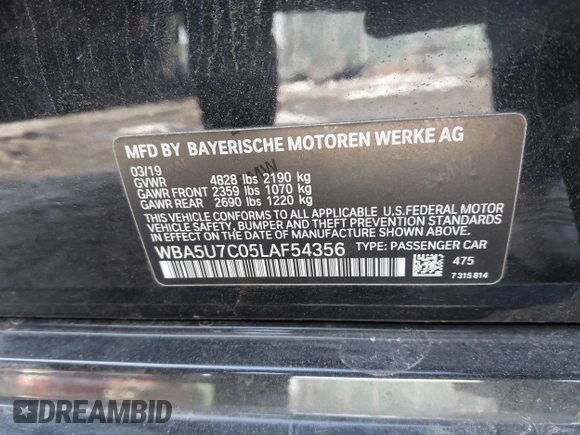 MFD BY BAYERISCHE MOTOREN WERKE AG
03/19
GVWR 4828 lbs 2190 kg
GAWR FRONT 2359 lbs 1070 kg
GAWR REAR 2690 lbs 1220 kg
THIS VEHICLE CONFORMS TO ALL APPLICABLE U.S. FEDERAL MOTOR
VEHICLE SAFETY, BUMPER, AND THEFT PREVENTION STANDARDS
IN EFFECT ON THE DATE OF MANUFACTURE SHOWN ABOVE.
WBA5U7C05LAF54356 TYPE: PASSENGER CAR
475
7 315 814
DREAMBID